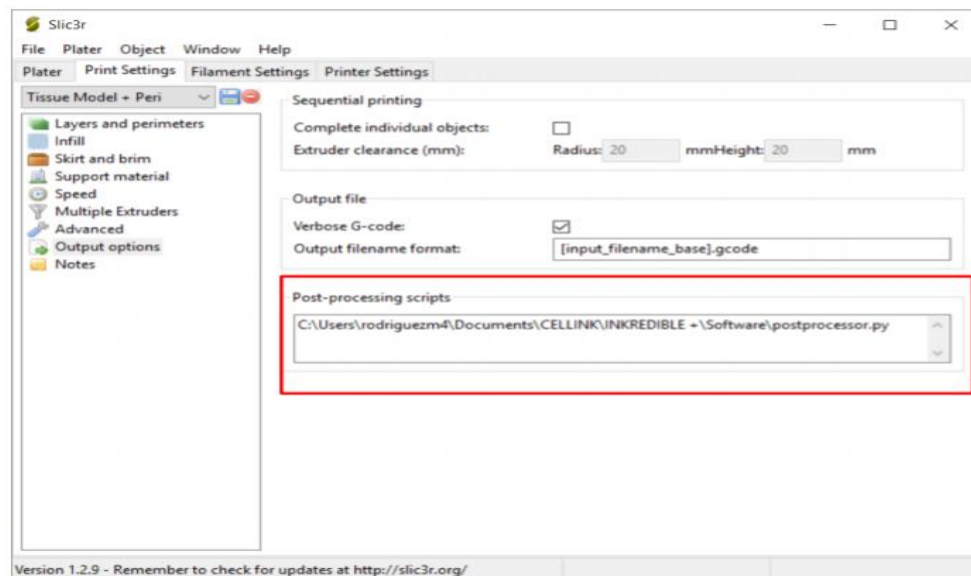 Slic3r
File Plater Object Window Help
Plater Print Settings Filament Settings Printer Settings
Tissue Model + Peri
Layers and perimeters
Infill
Skirt and brim
Support material
Speed
Multiple Extruders
Advanced
Output options
Notes
Sequential printing
Complete individual objects:
Extruder clearance (mm): Radius: 20 mmHeight: 20 mm
Output file
Verbose G-code:
Output filename format: [input_filename_base].gcode
Post-processing scripts
C:\Users\rodriguezm4\Documents\CELLINK\INKREDIBLE +\Software\postprocessor.py
Version 1.2.9 - Remember to check for updates at http://slic3r.org/